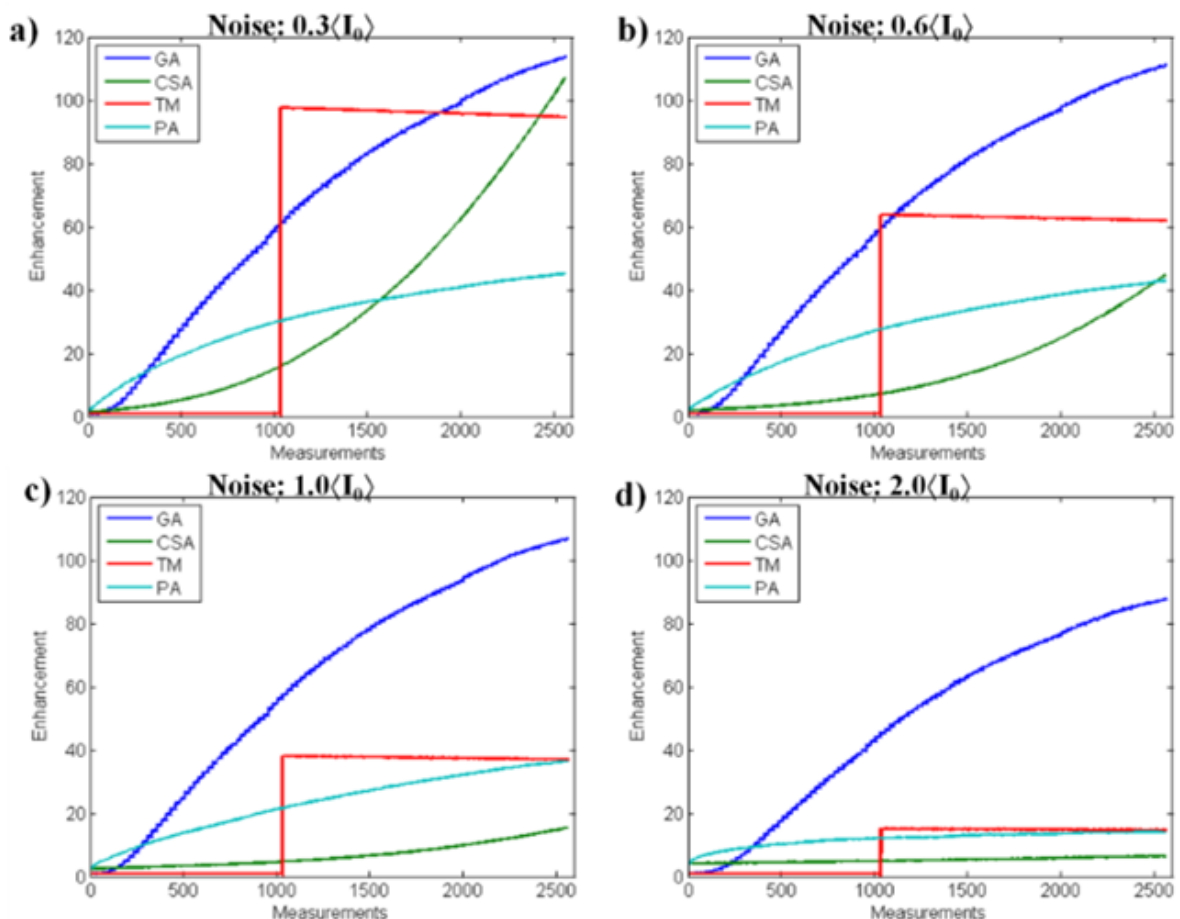 a) Noise: 0.3⟨I₀⟩
120
100
80
60
40
20
0
Enhancement
GA
CSA
TM
PA
0 500 1000 1500 2000 2500
Measurements
b) Noise: 0.6⟨I₀⟩
120
100
80
60
40
20
0
Enhancement
GA
CSA
TM
PA
0 500 1000 1500 2000 2500
Measurements
c) Noise: 1.0⟨I₀⟩
120
100
80
60
40
20
0
Enhancement
GA
CSA
TM
PA
0 500 1000 1500 2000 2500
Measurements
d) Noise: 2.0⟨I₀⟩
120
100
80
60
40
20
0
Enhancement
GA
CSA
TM
PA
0 500 1000 1500 2000 2500
Measurements